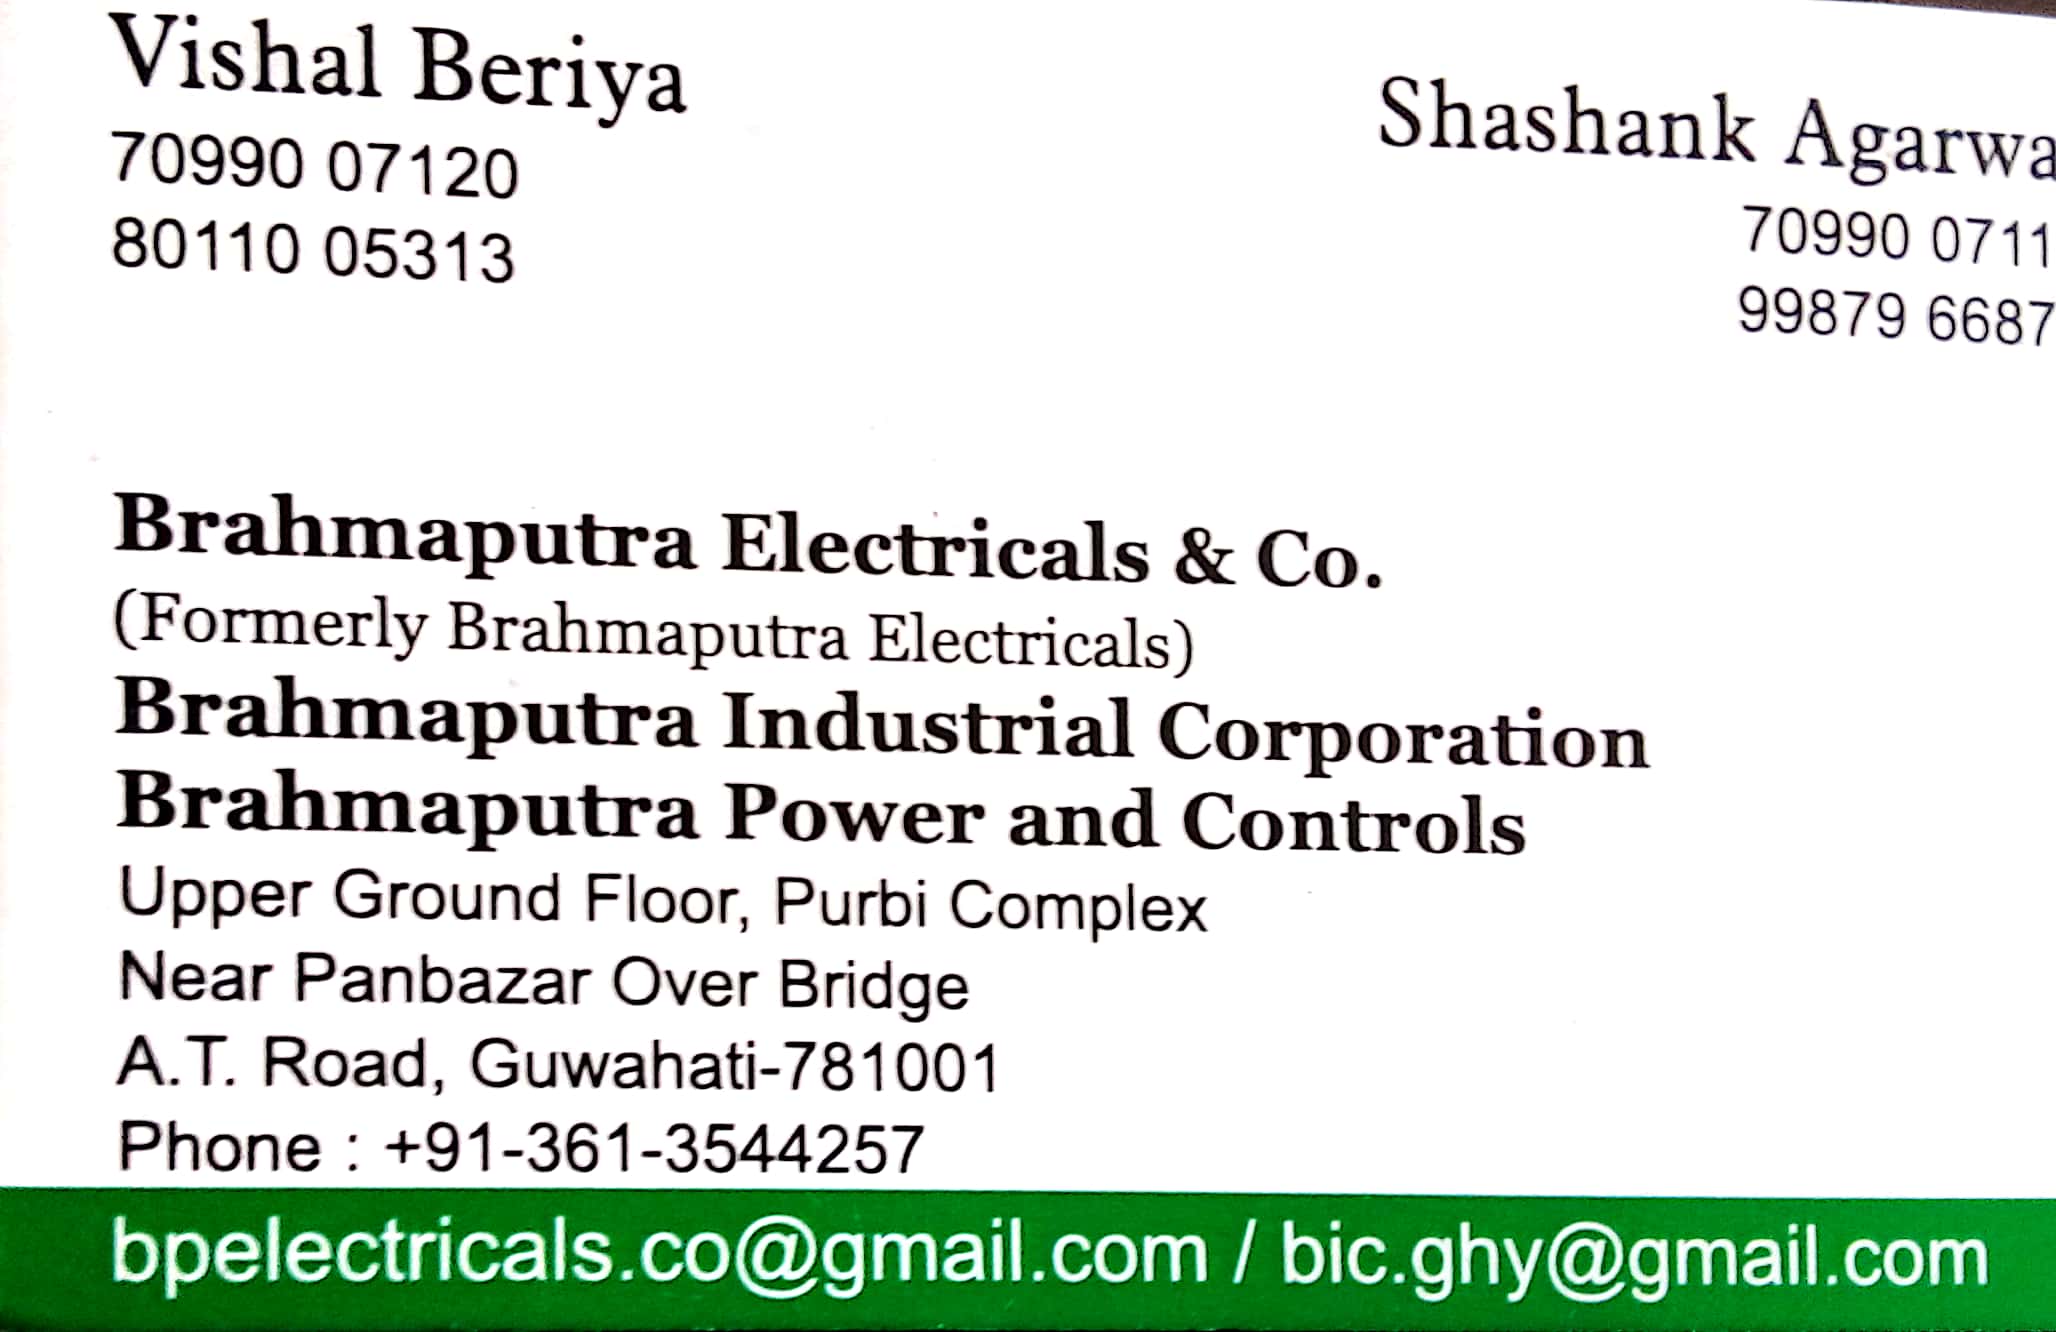 Vishal Beriya
70990 07120
80110 05313
Shashank Agarwa
70990 0711
99879 6687
Brahmaputra Electricals & Co.
(Formerly Brahmaputra Electricals)
Brahmaputra Industrial Corporation
Brahmaputra Power and Controls
Upper Ground Floor, Purbi Complex
Near Panbazar Over Bridge
A.T. Road, Guwahati-781001
Phone : +91-361-3544257
bpelectricals.co@gmail.com / bic.ghy@gmail.com